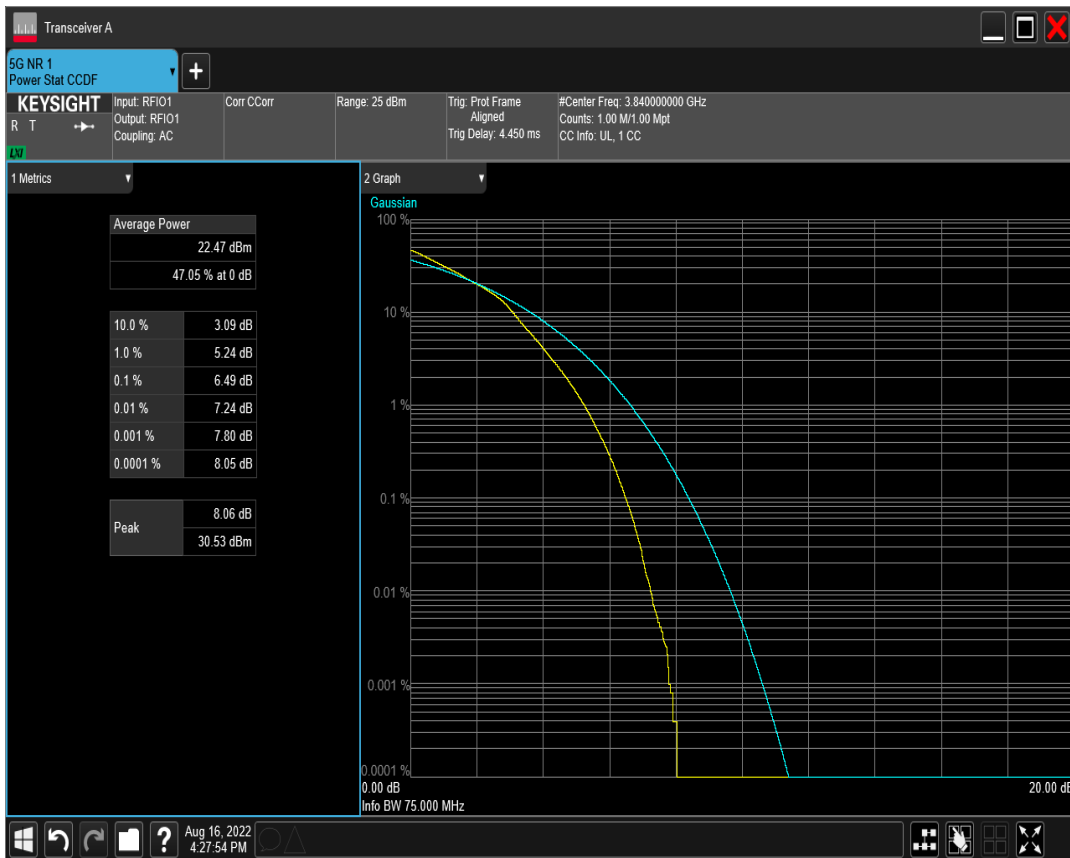 Transceiver A
5G NR 1
Power Stat CCDF
KEYSIGHT
R T
LXI
Input: RFIO1
Output: RFIO1
Coupling: AC
Corr CCorr
Range: 25 dBm
Trig: Prot Frame
Aligned
Trig Delay: 4.450 ms
#Center Freq: 3.840000000 GHz
Counts: 1.00 M/1.00 Mpt
CC Info: UL, 1 CC
1 Metrics
Average Power
22.47 dBm
47.05 % at 0 dB
10.0 % 3.09 dB
1.0 % 5.24 dB
0.1 % 6.49 dB
0.01 % 7.24 dB
0.001 % 7.80 dB
0.0001 % 8.05 dB
Peak
8.06 dB
30.53 dBm
2 Graph
Gaussian
100 %
10 %
1 %
0.1 %
0.01 %
0.001 %
0.0001 %
0.00 dB 20.00 dB
Info BW 75.000 MHz
?
Aug 16, 2022
4:27:54 PM